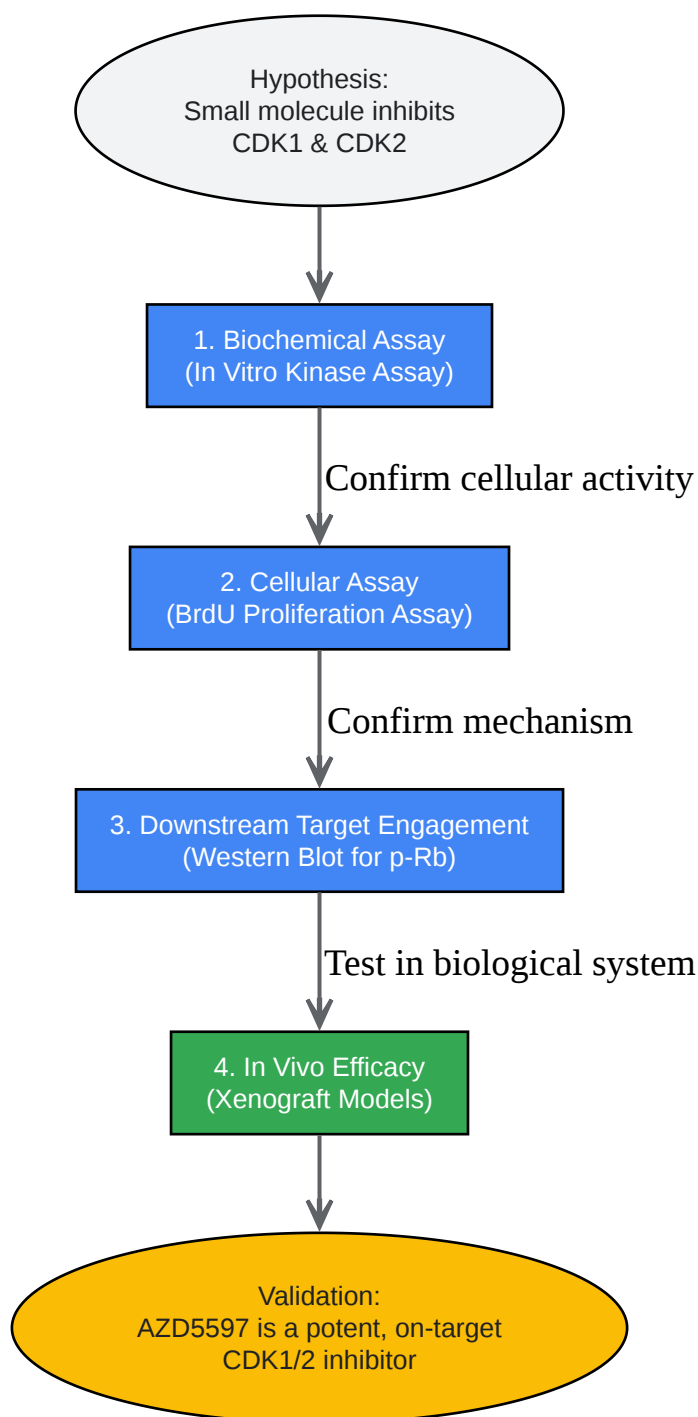 Hypothesis:
Small molecule inhibits
CDK1 & CDK2
1. Biochemical Assay
(In Vitro Kinase Assay)
Confirm cellular activity
2. Cellular Assay
(BrdU Proliferation Assay)
Confirm mechanism
3. Downstream Target Engagement
(Western Blot for p-Rb)
Test in biological system
4. In Vivo Efficacy
(Xenograft Models)
Validation:
AZD5597 is a potent, on-target
CDK1/2 inhibitor